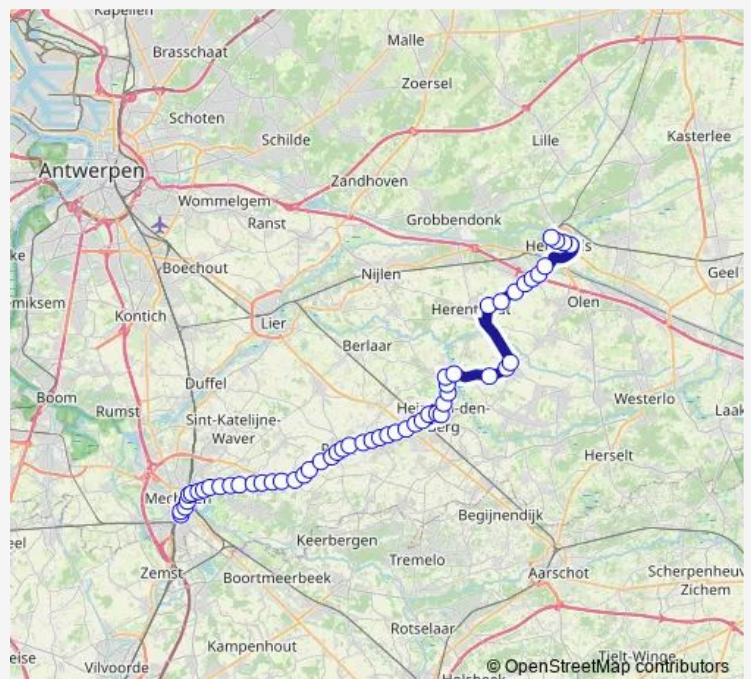 Kapellen
Brasschaat
Malle
Zoersel
Schoten
Schilde
Lille
Kasterlee
Antwerpen
Zandhoven
Wommelgem
Ranst
Grobbendonk
Boechout
Nijlen
Geel
Olen
Kontich
Lier
Berlaar
Duffel
Boom
Rumst
Westerlo
Sint-Katelijne-
Waver
Herselt
Begijnendijk
Keerbergen
Tremelo
Zemst
Boortmeerbeek
Aarschot
Zichem
Rotselaar
Kampenhout
Vilvoorde
Tielt-Winge
© OpenStreetMap contributors